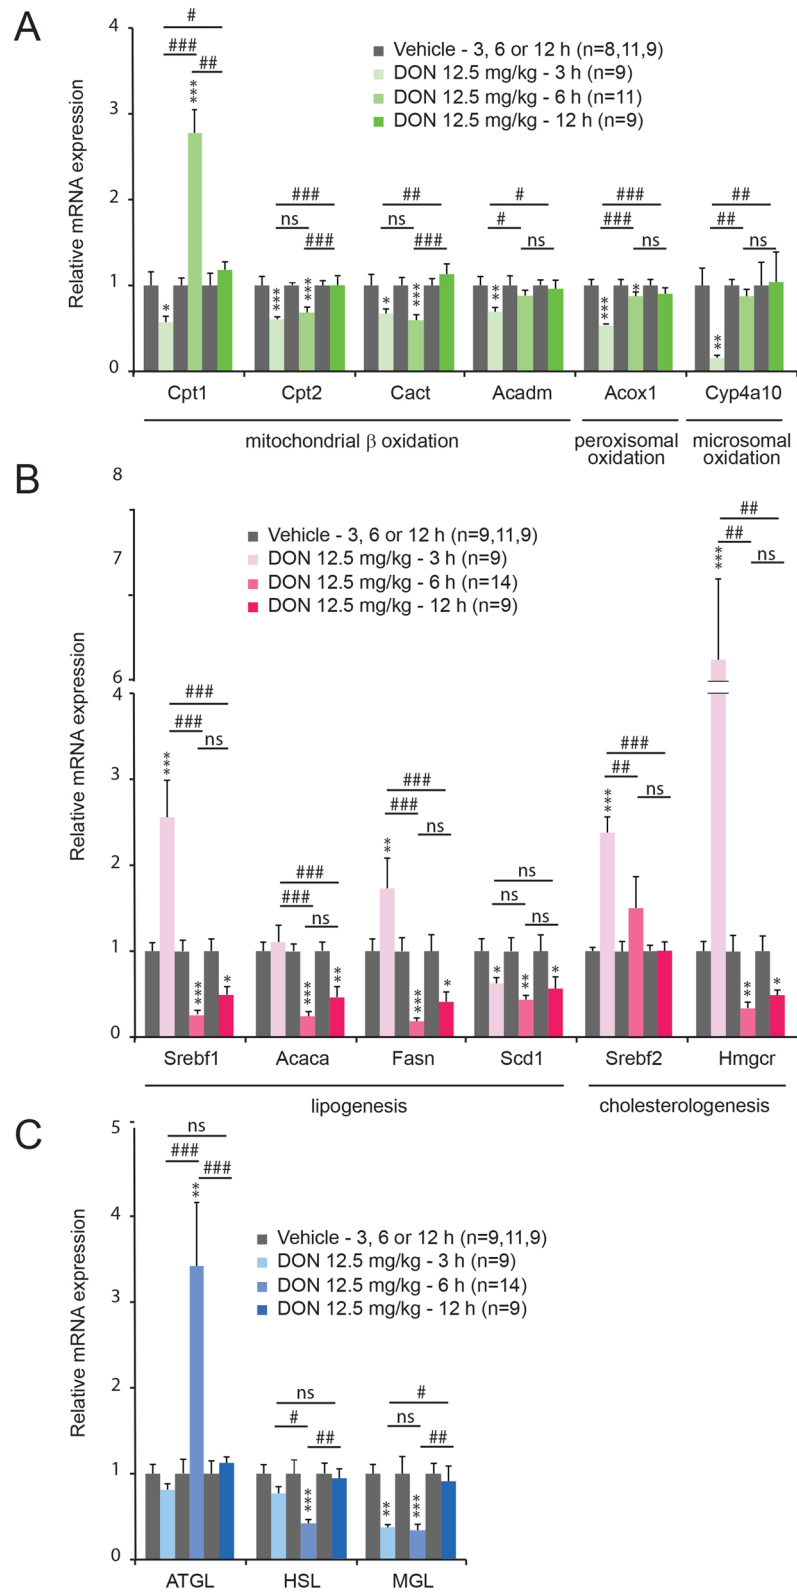 A
Relative mRNA expression
4
3
2
1
0
Vehicle - 3, 6 or 12 h (n=8,11,9)
DON 12.5 mg/kg - 3 h (n=9)
DON 12.5 mg/kg - 6 h (n=11)
DON 12.5 mg/kg - 12 h (n=9)
#
###
##
***
*
###
ns
###
***
***
##
ns
###
*
***
#
#
ns
**
###
###
ns
***
*
##
##
ns
**
Cpt1 Cpt2 Cact Acadm Acox1 Cyp4a10
mitochondrial β oxidation
peroxisomal
oxidation
microsomal
oxidation
B
Relative mRNA expression
8
7
6
4
3
2
1
0
Vehicle - 3, 6 or 12 h (n=9,11,9)
DON 12.5 mg/kg - 3 h (n=9)
DON 12.5 mg/kg - 6 h (n=14)
DON 12.5 mg/kg - 12 h (n=9)
###
###
ns
***
***
*
###
###
ns
***
**
###
###
ns
**
***
*
ns
ns
ns
*
**
*
###
##
ns
***
##
##
ns
***
**
*
Srebf1 Acaca Fasn Scd1 Srebf2 Hmgcr
lipogenesis
cholesterologenesis
C
Relative mRNA expression
5
4
3
2
1
0
Vehicle - 3, 6 or 12 h (n=9,11,9)
DON 12.5 mg/kg - 3 h (n=9)
DON 12.5 mg/kg - 6 h (n=14)
DON 12.5 mg/kg - 12 h (n=9)
ns
###
###
**
ns
#
##
***
#
ns
##
**
***
ATGL HSL MGL